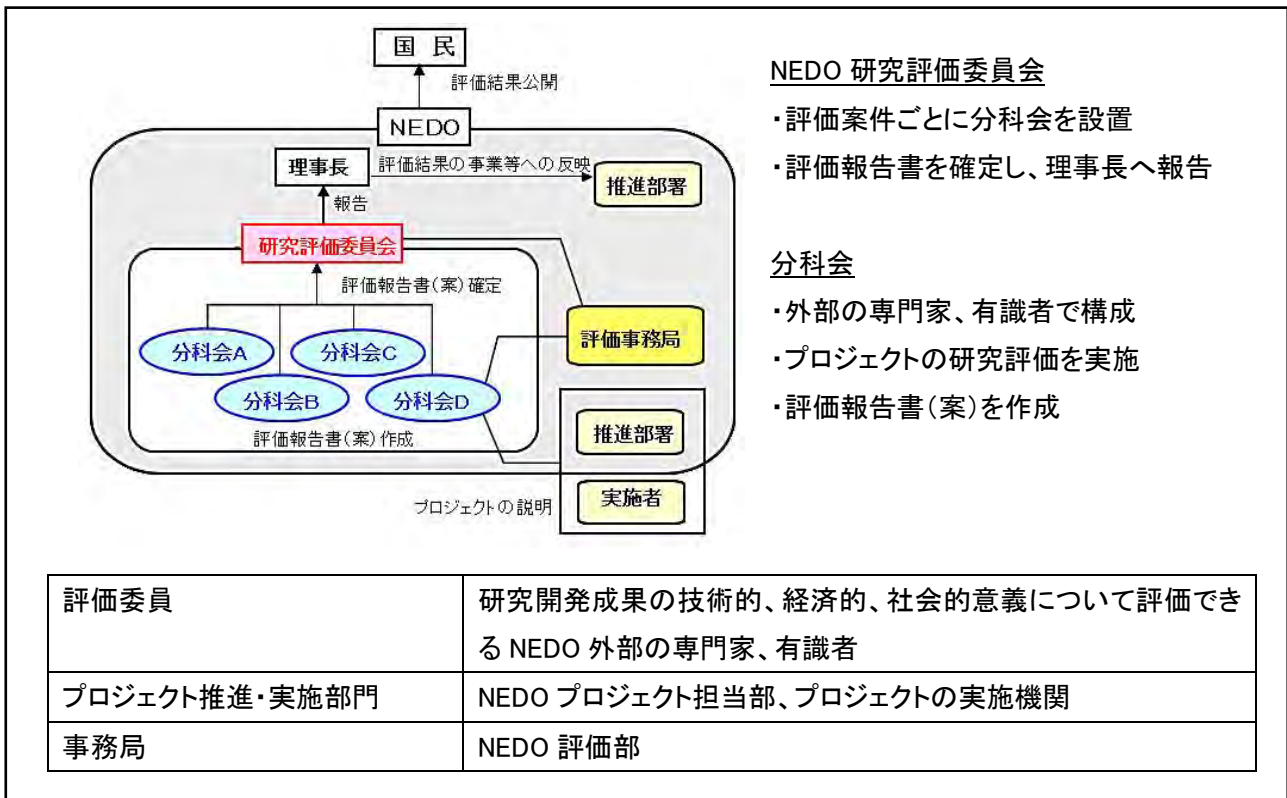 国 民
評価結果公開
NEDO
理事長
評価結果の事業等への反映
推進部署
報告
研究評価委員会
評価報告書(案)確定
分科会A
分科会C
分科会B
分科会D
評価報告書(案)作成
評価事務局
推進部署
実施者
プロジェクトの説明
NEDO 研究評価委員会
・評価案件ごとに分科会を設置
・評価報告書を確定し、理事長へ報告
分科会
・外部の専門家、有識者で構成
・プロジェクトの研究評価を実施
・評価報告書(案)を作成
評価委員
研究開発成果の技術的、経済的、社会的意義について評価でき
る NEDO 外部の専門家、有識者
プロジェクト推進・実施部門
NEDO プロジェクト担当部、プロジェクトの実施機関
事務局
NEDO 評価部